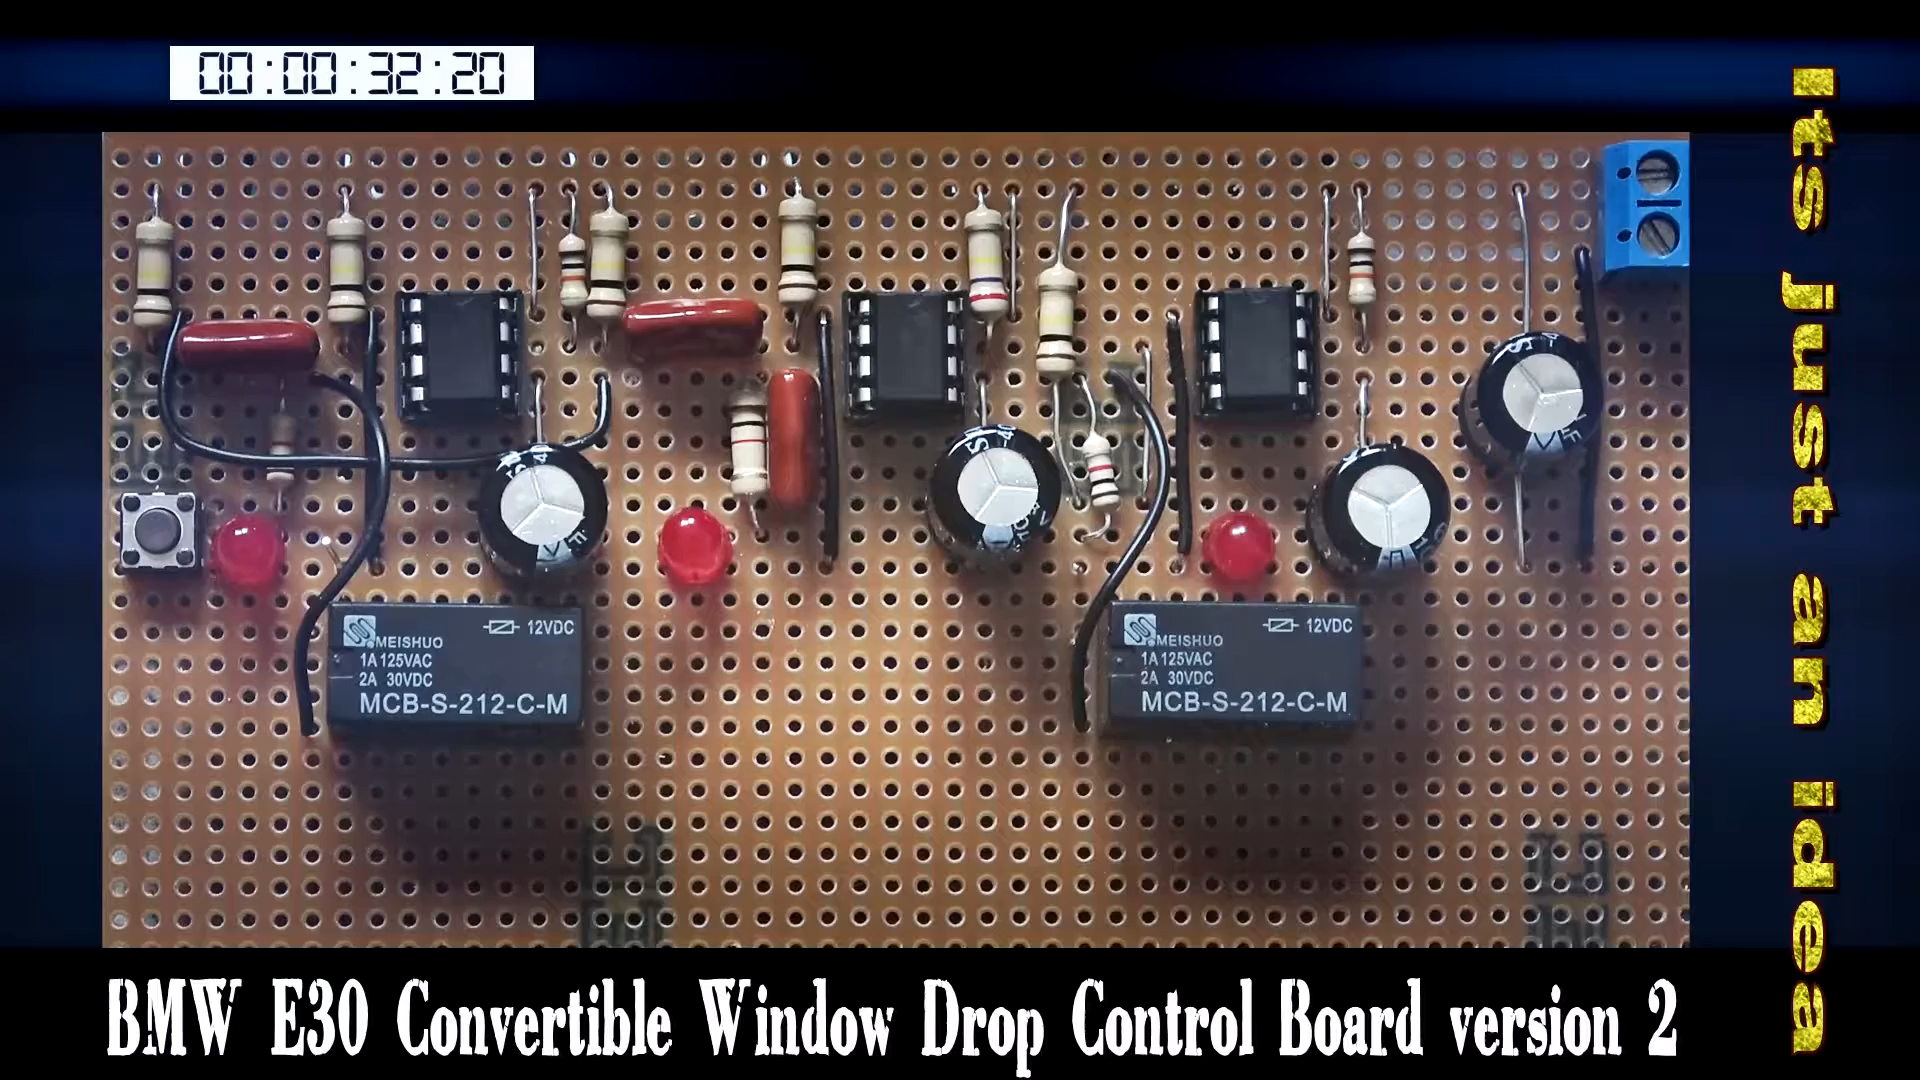 00:00:32:20
Its just an idea
MEISHUO
12VDC
1A 125VAC
2A 30VDC
MCB-S-212-C-M
MEISHUO
12VDC
1A 125VAC
2A 30VDC
MCB-S-212-C-M
BMW E30 Convertible Window Drop Control Board version 2